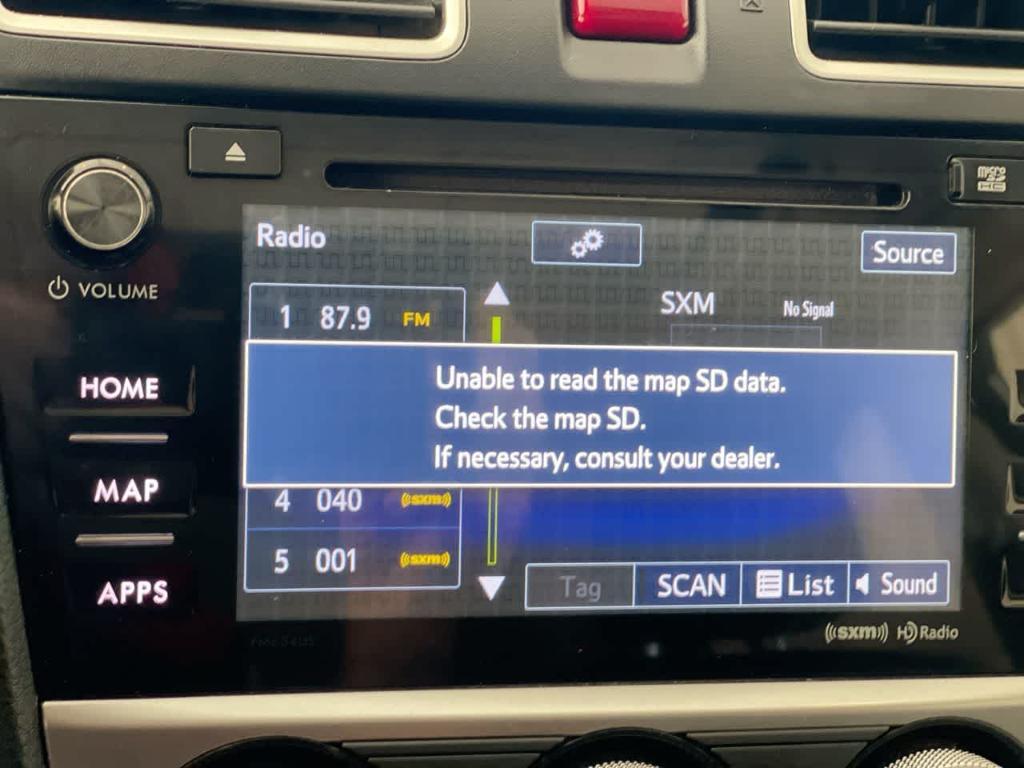 micro SD HC
Radio
Source
VOLUME
SXM No Signal
1 87.9 FM
HOME
Unable to read the map SD data.
Check the map SD.
If necessary, consult your dealer.
MAP
4 040 ((sxm))
5 001 ((sxm))
APPS
Tag SCAN List Sound
((sxm)) HD Radio